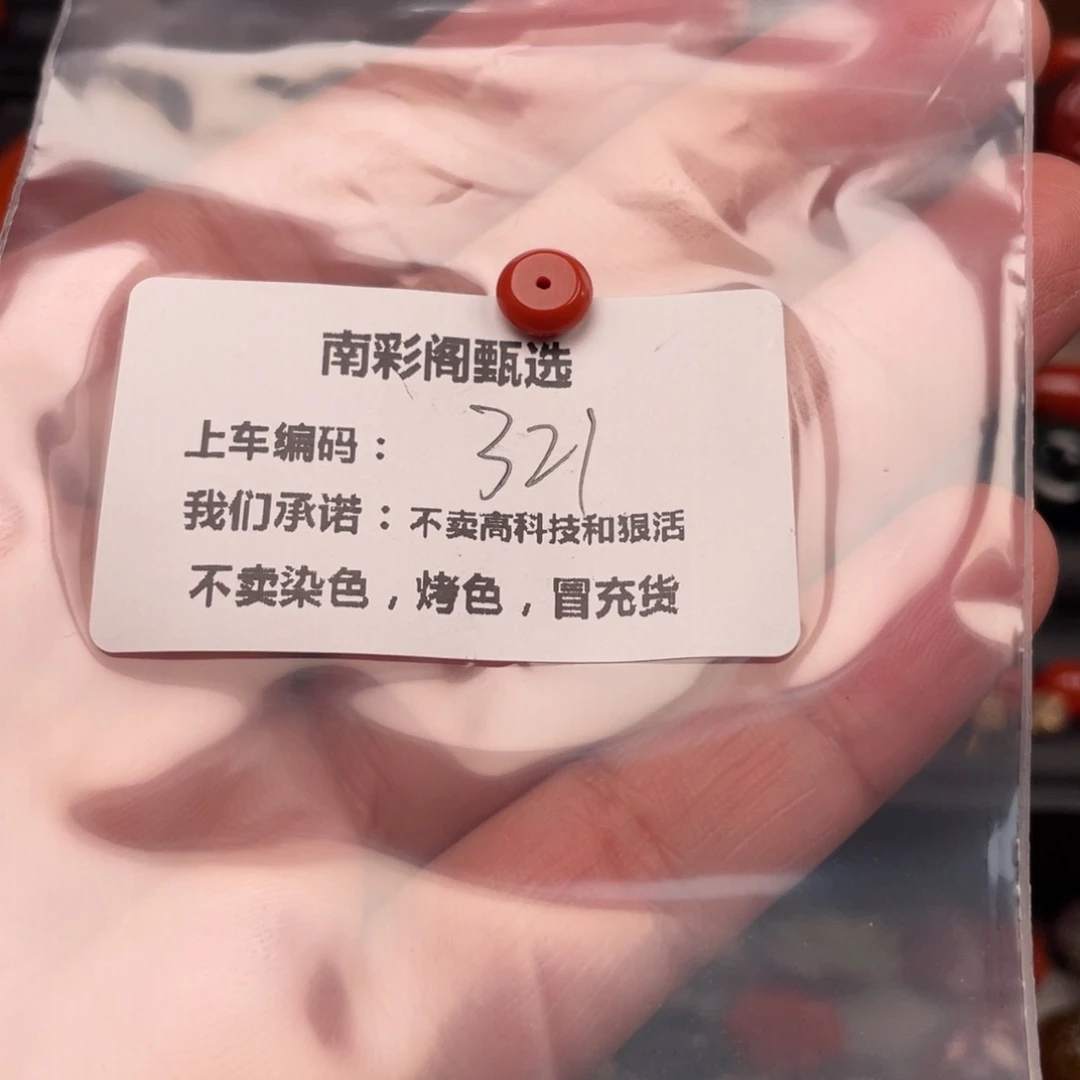 南彩阁甄选
上车编码：321
我们承诺：不卖高科技和狠活
不卖染色，烤色，冒充货